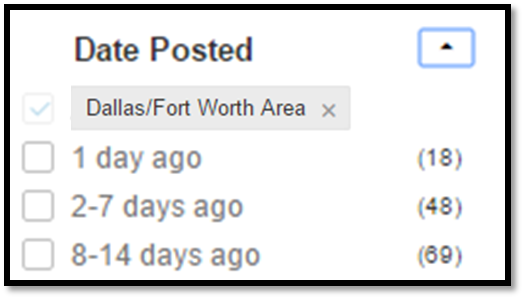 Date Posted
Dallas/Fort Worth Area ×
1 day ago (18)
2-7 days ago (48)
8-14 days ago (69)